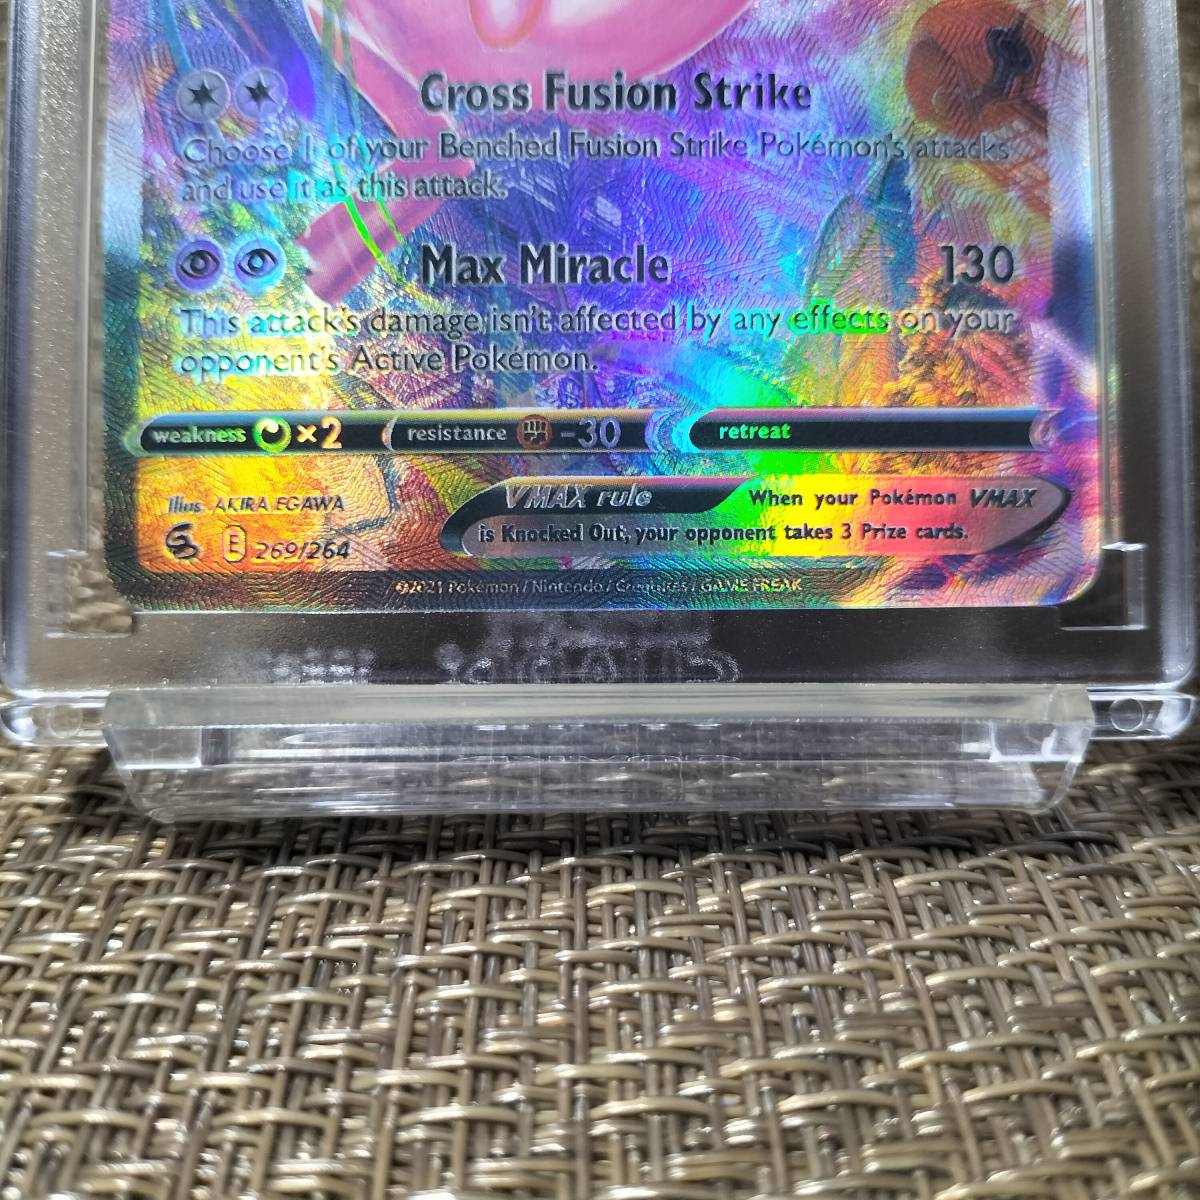 Cross Fusion Strike
Choose 1 of your Benched Fusion Strike Pokémon's attacks
and use it as this attack.
Max Miracle 130
This attack's damage isn't affected by any effects on your
opponent's Active Pokémon.
weakness ×2 resistance -30 retreat
Illus. AKIRA EGAWA
VMAX rule When your Pokémon VMAX
is Knocked Out, your opponent takes 3 Prize cards.
E 269/264
©2021 Pokémon / Nintendo / Creatures / GAME FREAK